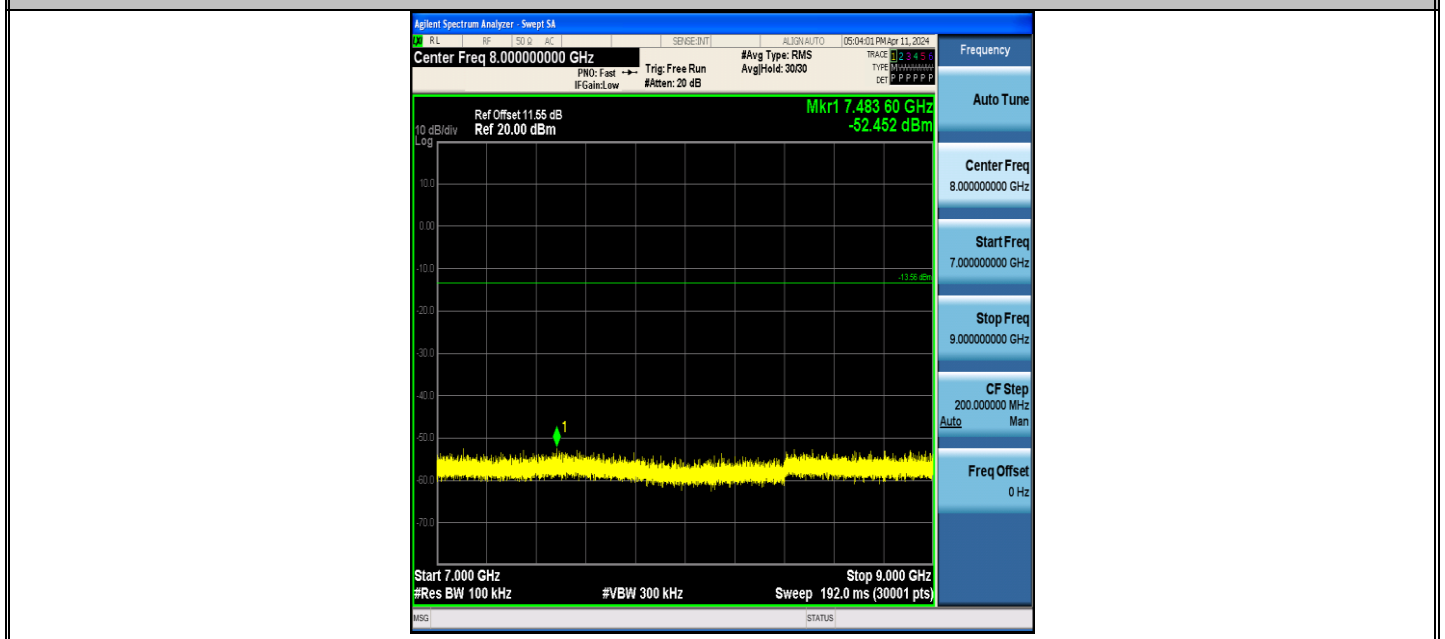 Agilent Spectrum Analyzer - Swept SA
RL RF 50 Ω AC SENSE:INT ALIGN AUTO 05:04:01 PM Apr 11, 2024
Center Freq 8.000000000 GHz
PNO: Fast
IFGain:Low
Trig: Free Run
#Atten: 20 dB
#Avg Type: RMS
Avg|Hold: 30/30
TRACE 1 2 3 4 5 6
TYPE M
DET P P P P P P
Frequency
Mkr1 7.483 60 GHz
-52.452 dBm
Ref Offset 11.55 dB
10 dB/div Ref 20.00 dBm
Log
10.0
0.00
-10.0
-13.56 dBm
-20.0
-30.0
-40.0
1
-50.0
-60.0
-70.0
Start 7.000 GHz Stop 9.000 GHz
#Res BW 100 kHz #VBW 300 kHz Sweep 192.0 ms (30001 pts)
Auto Tune
Center Freq
8.000000000 GHz
Start Freq
7.000000000 GHz
Stop Freq
9.000000000 GHz
CF Step
200.000000 MHz
Auto Man
Freq Offset
0 Hz
MSG STATUS